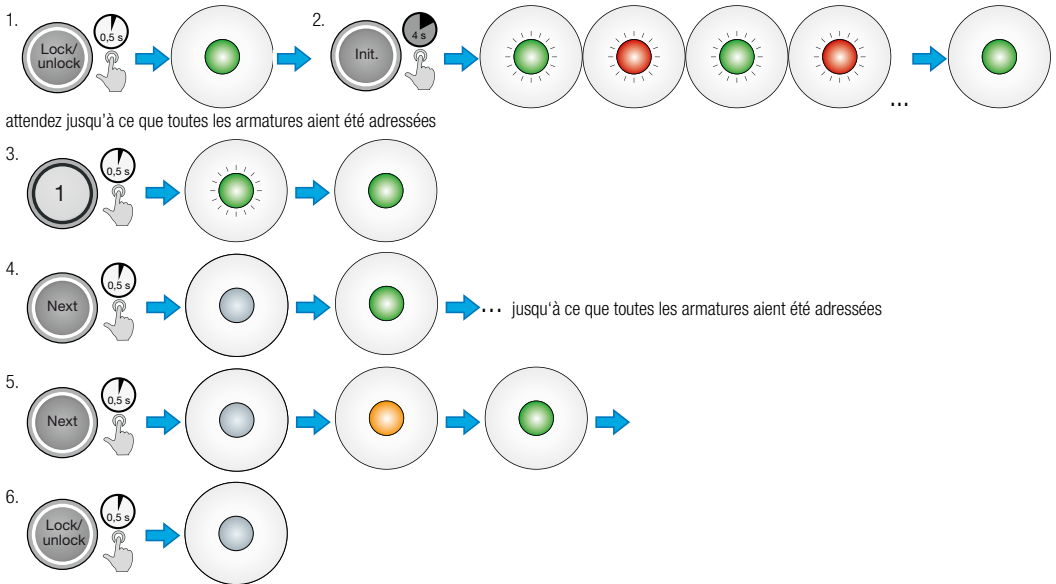 1.
Lock/
unlock
0,5 s
2.
Init.
4 s
...
attendez jusqu'à ce que toutes les armatures aient été adressées
3.
1
0,5 s
4.
Next
0,5 s
... jusqu‘à ce que toutes les armatures aient été adressées
5.
Next
0,5 s
6.
Lock/
unlock
0,5 s